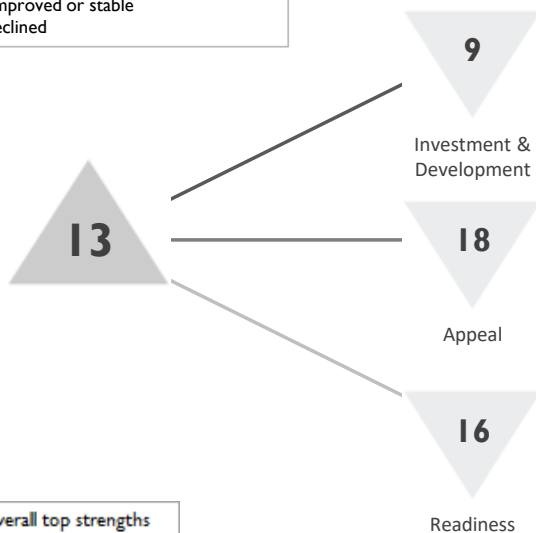 mproved or stable
eclined
9
Investment &
Development
13
18
Appeal
16
Readiness
verall top strengths